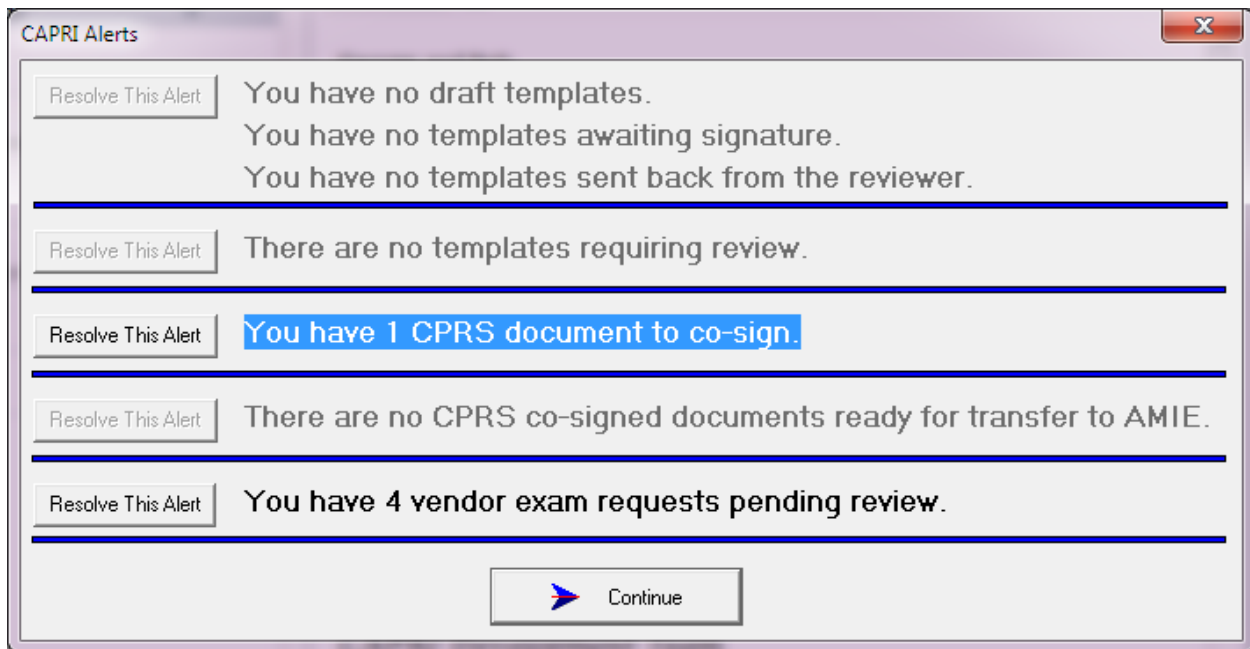 CAPRI Alerts
Resolve This Alert
You have no draft templates.
You have no templates awaiting signature.
You have no templates sent back from the reviewer.
Resolve This Alert
There are no templates requiring review.
Resolve This Alert
You have 1 CPRS document to co-sign.
Resolve This Alert
There are no CPRS co-signed documents ready for transfer to AMIE.
Resolve This Alert
You have 4 vendor exam requests pending review.
Continue